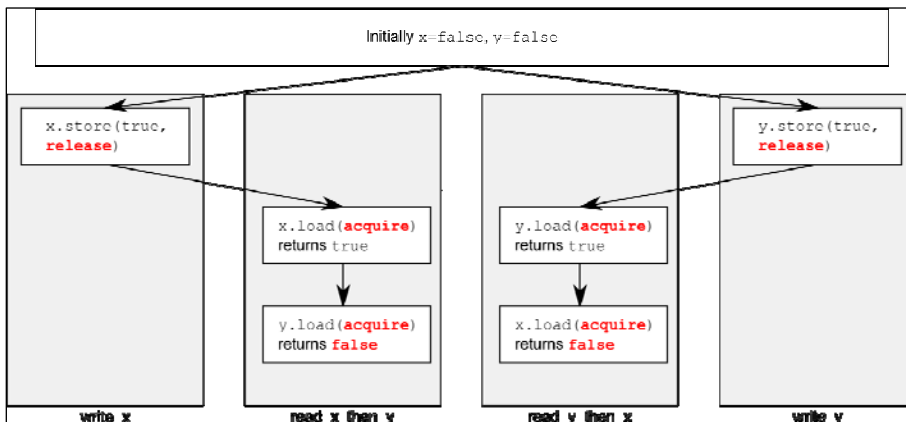 Initially x=false, y=false
x.store(true,
release)
y.store(true,
release)
x.load(acquire)
returns true
y.load(acquire)
returns true
y.load(acquire)
returns false
x.load(acquire)
returns false
write x
read x then y
read y then x
write y